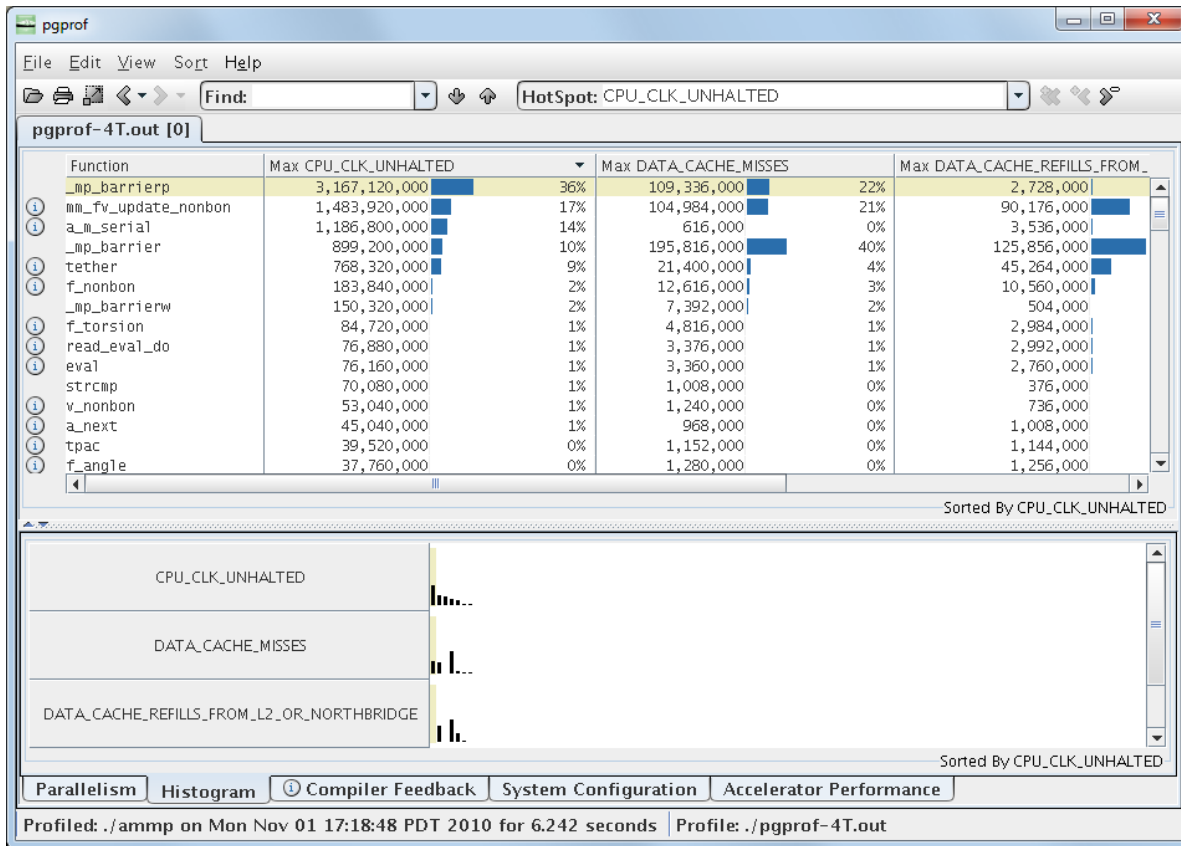 pgprof
File Edit View Sort Help
Find: HotSpot: CPU_CLK_UNHALTED
pgprof-4T.out [0]
Function Max CPU_CLK_UNHALTED Max DATA_CACHE_MISSES Max DATA_CACHE_REFILLS_FROM_
_mp_barrierp 3,167,120,000 36% 109,336,000 22% 2,728,000
mm_fv_update_nonbon 1,483,920,000 17% 104,984,000 21% 90,176,000
a_m_serial 1,186,800,000 14% 616,000 0% 3,536,000
_mp_barrier 899,200,000 10% 195,816,000 40% 125,856,000
tether 768,320,000 9% 21,400,000 4% 45,264,000
f_nonbon 183,840,000 2% 12,616,000 3% 10,560,000
_mp_barrierw 150,320,000 2% 7,392,000 2% 504,000
f_torsion 84,720,000 1% 4,816,000 1% 2,984,000
read_eval_do 76,880,000 1% 3,376,000 1% 2,992,000
eval 76,160,000 1% 3,360,000 1% 2,760,000
strcmp 70,080,000 1% 1,008,000 0% 376,000
v_nonbon 53,040,000 1% 1,240,000 0% 736,000
a_next 45,040,000 1% 968,000 0% 1,008,000
tpac 39,520,000 0% 1,152,000 0% 1,144,000
f_angle 37,760,000 0% 1,280,000 0% 1,256,000
Sorted By CPU_CLK_UNHALTED
CPU_CLK_UNHALTED
DATA_CACHE_MISSES
DATA_CACHE_REFILLS_FROM_L2_OR_NORTHBRIDGE
Sorted By CPU_CLK_UNHALTED
Parallelism Histogram Compiler Feedback System Configuration Accelerator Performance
Profiled: ./ammp on Mon Nov 01 17:18:48 PDT 2010 for 6.242 seconds Profile: ./pgprof-4T.out